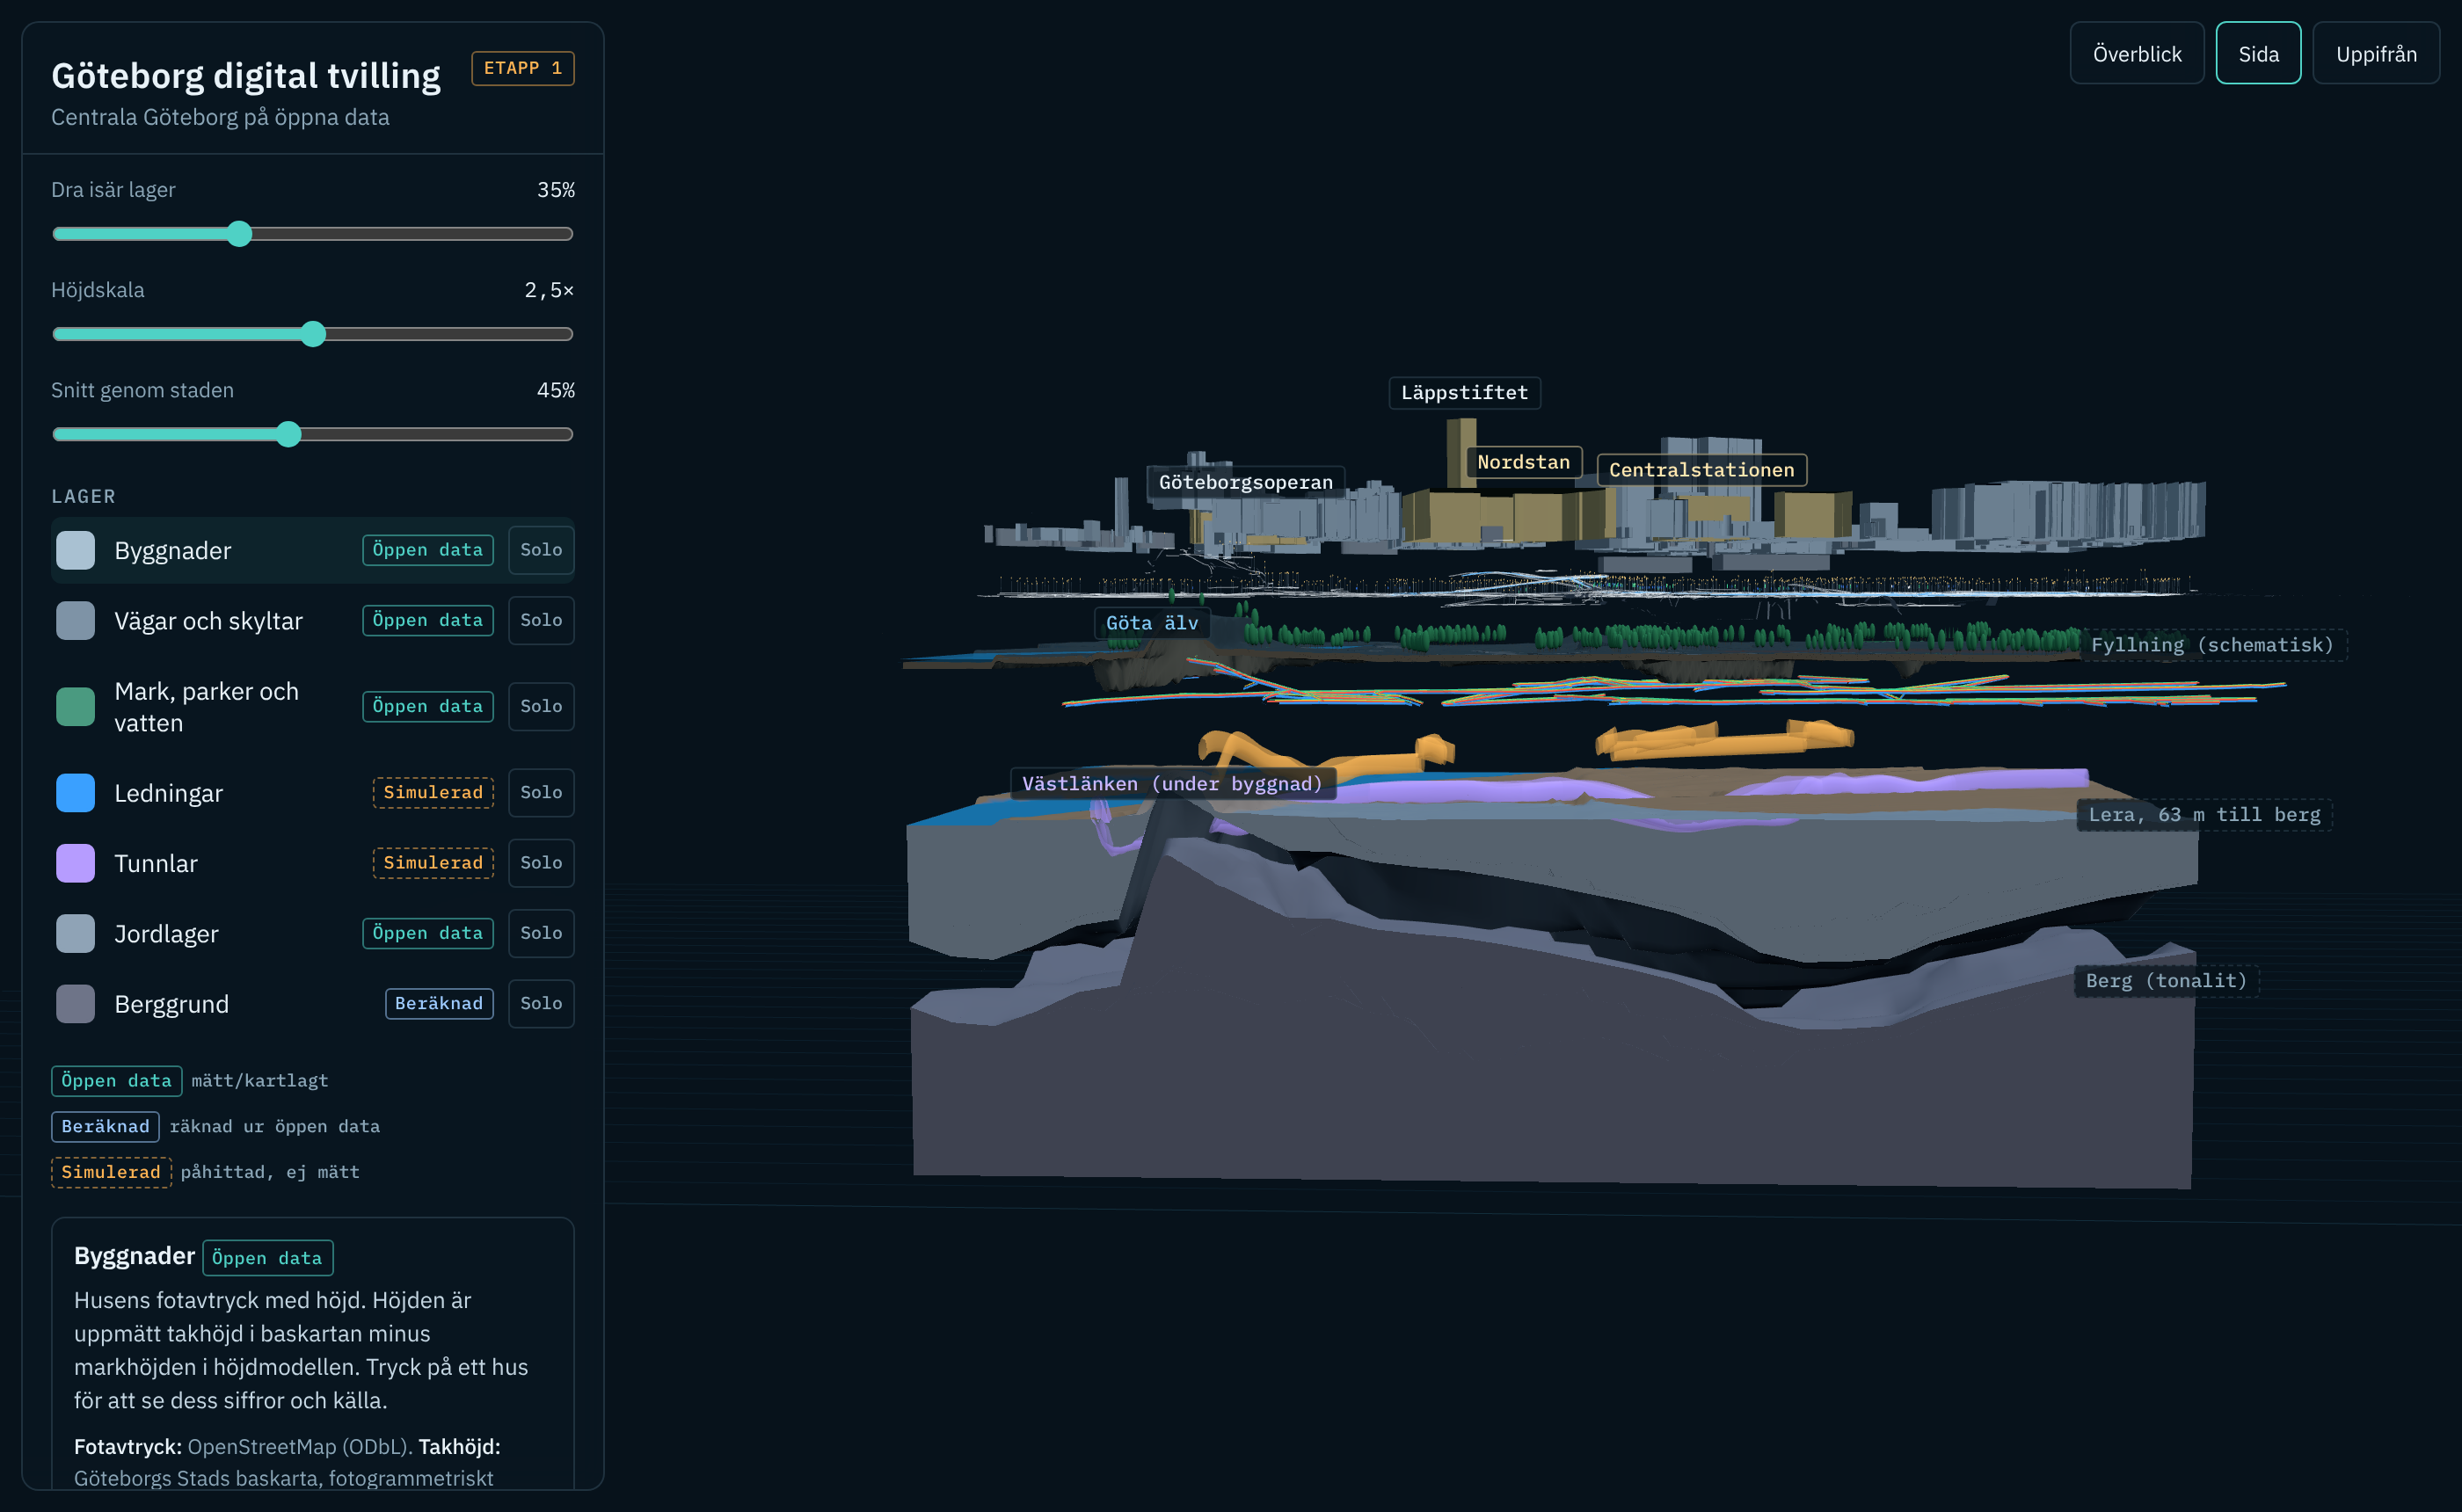 Göteborg digital tvilling
ETAPP 1
Centrala Göteborg på öppna data
Dra isär lager
35%
Höjdskala
2,5×
Snitt genom staden
45%
LAGER
Byggnader
Öppen data
Solo
Vägar och skyltar
Öppen data
Solo
Mark, parker och
vatten
Öppen data
Solo
Ledningar
Simulerad
Solo
Tunnlar
Simulerad
Solo
Jordlager
Öppen data
Solo
Berggrund
Beräknad
Solo
Öppen data mätt/kartlagt
Beräknad räknad ur öppen data
Simulerad påhittad, ej mätt
Byggnader Öppen data
Husens fotavtryck med höjd. Höjden är
uppmätt takhöjd i baskartan minus
markhöjden i höjdmodellen. Tryck på ett hus
för att se dess siffror och källa.
Fotavtryck: OpenStreetMap (ODbL). Takhöjd:
Göteborgs Stads baskarta, fotogrammetriskt
Överblick
Sida
Uppifrån
Läppstiftet
Nordstan
Centralstationen
Göteborgsoperan
Göta älv
Fyllning (schematisk)
Västlänken (under byggnad)
Lera, 63 m till berg
Berg (tonalit)